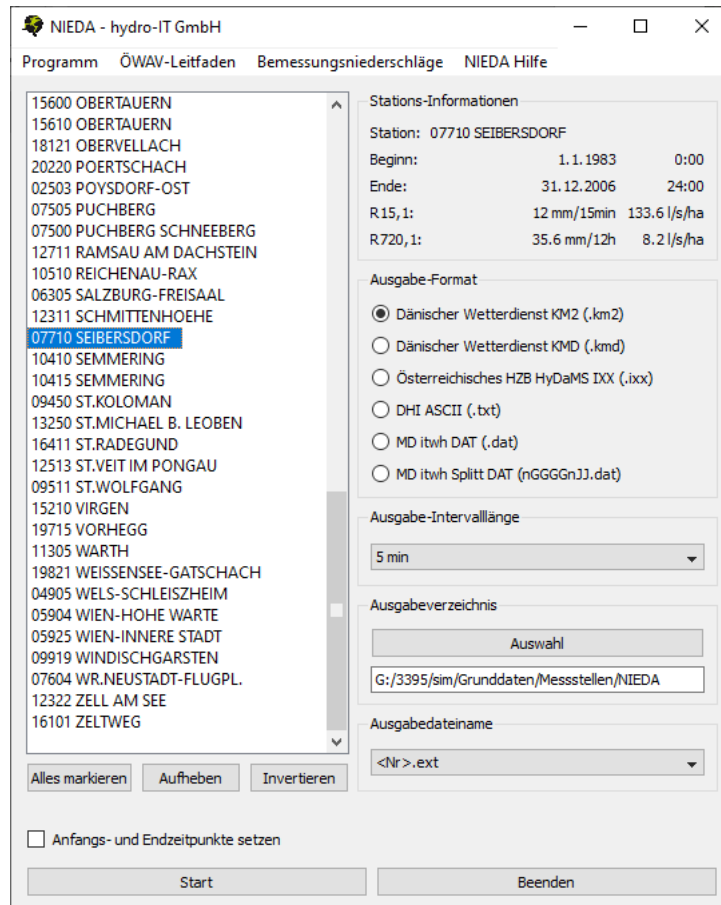 NIEDA - hydro-IT GmbH
Programm ÖWAV-Leitfaden Bemessungsniederschläge NIEDA Hilfe
15600 OBERTAUERN
15610 OBERTAUERN
18121 OBERVELLACH
20220 POERTSCHACH
02503 POYSDORF-OST
07505 PUCHBERG
07500 PUCHBERG SCHNEEBERG
12711 RAMSAU AM DACHSTEIN
10510 REICHENAU-RAX
06305 SALZBURG-FREISAAL
12311 SCHMITTENHOEHE
07710 SEIBERSDORF
10410 SEMMERING
10415 SEMMERING
09450 ST.KOLOMAN
13250 ST.MICHAEL B. LEOBEN
16411 ST.RADEGUND
12513 ST.VEIT IM PONGAU
09511 ST.WOLFGANG
15210 VIRGEN
19715 VORHEGG
11305 WARTH
19821 WEISSENSEE-GATSCHACH
04905 WELS-SCHLEISZHEIM
05904 WIEN-HOHE WARTE
05925 WIEN-INNERE STADT
09919 WINDISCHGARSTEN
07604 WR.NEUSTADT-FLUGPL.
12322 ZELL AM SEE
16101 ZELTWEG
Alles markieren Aufheben Invertieren
Stations-Informationen
Station: 07710 SEIBERSDORF
Beginn: 1.1.1983 0:00
Ende: 31.12.2006 24:00
R15,1: 12 mm/15min 133.6 l/s/ha
R720,1: 35.6 mm/12h 8.2 l/s/ha
Ausgabe-Format
Dänischer Wetterdienst KM2 (.km2)
Dänischer Wetterdienst KMD (.kmd)
Österreichisches HZB HyDaMS IXX (.ixx)
DHI ASCII (.txt)
MD itwh DAT (.dat)
MD itwh Splitt DAT (nGGGGnJJ.dat)
Ausgabe-Intervalllänge
5 min
Ausgabeverzeichnis
Auswahl
G:/3395/sim/Grunddaten/Messstellen/NIEDA
Ausgabedateiname
<Nr>.ext
Anfangs- und Endzeitpunkte setzen
Start Beenden